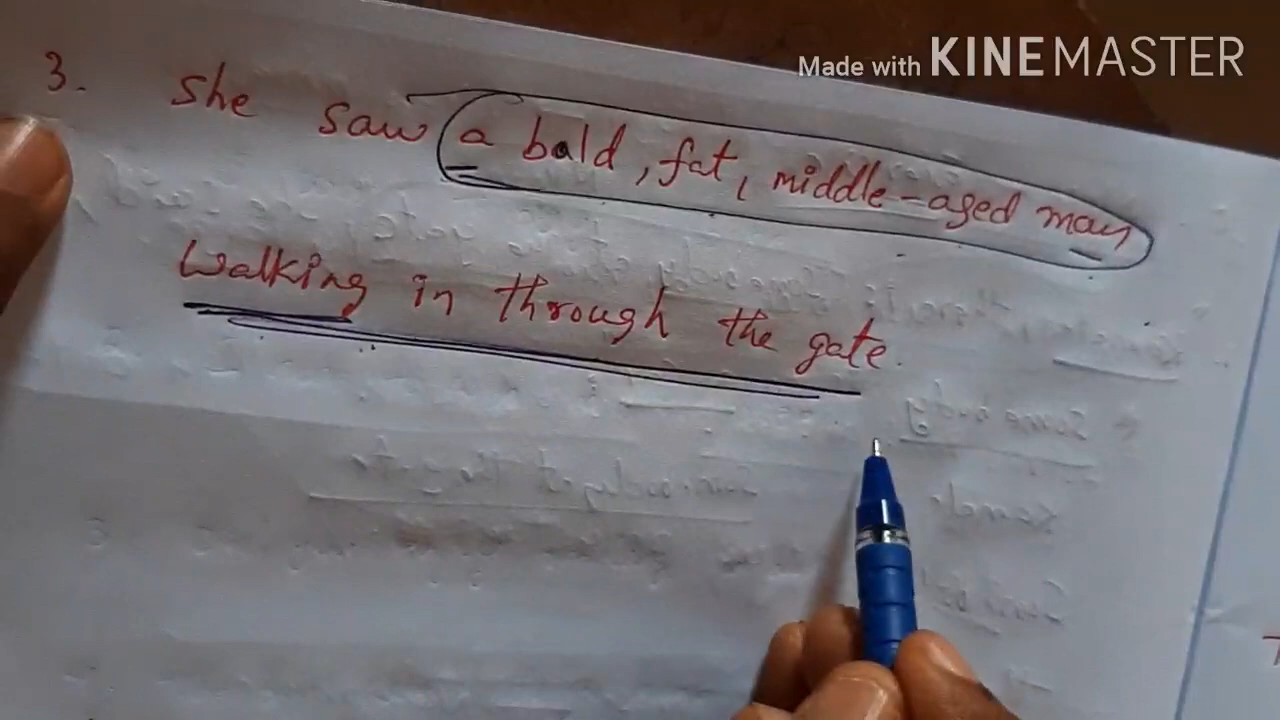 Made with KINEMASTER
3. She saw a bald, fat, middle-aged man
walking in through the gate.